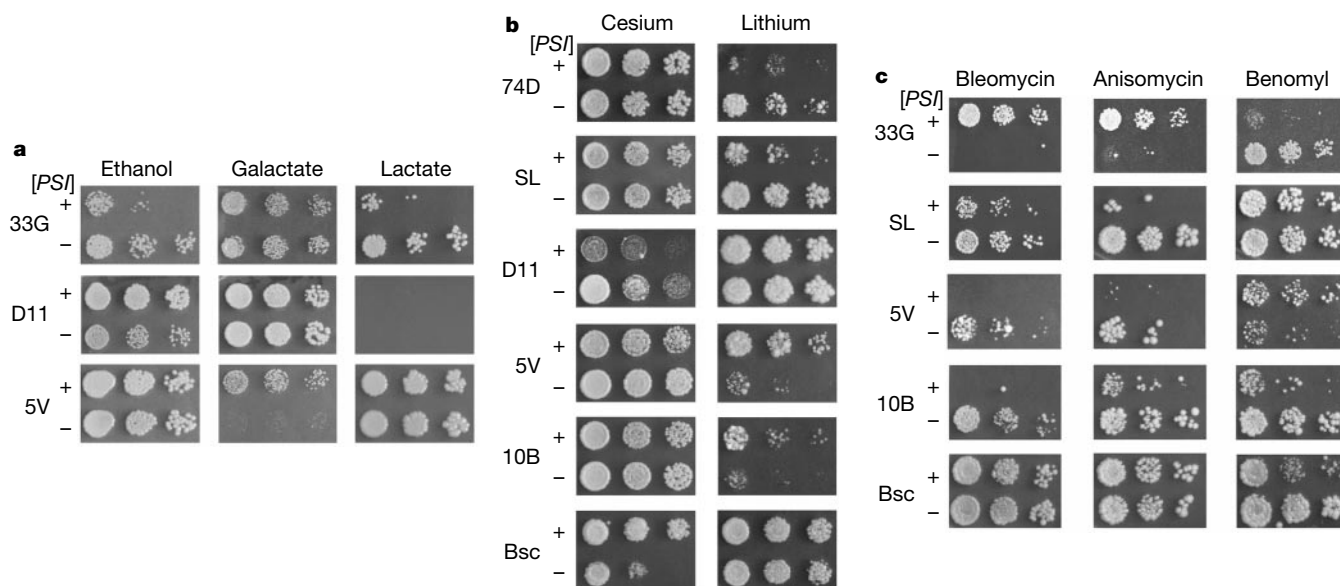 a
Ethanol Galactate Lactate
[PSI]
33G + −
D11 + −
5V + −
b
Cesium Lithium
[PSI]
74D + −
SL + −
D11 + −
5V + −
10B + −
Bsc + −
c
Bleomycin Anisomycin Benomyl
[PSI]
33G + −
SL + −
5V + −
10B + −
Bsc + −